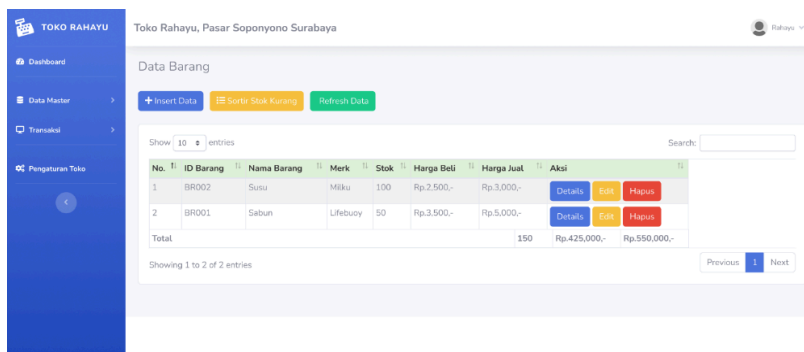 TOKO RAHAYU
Toko Rahayu, Pasar Soponyono Surabaya
Rahayu
Dashboard
Data Master
Transaksi
Pengaturan Toko
Data Barang
+ Insert Data Sortir Stok Kurang Refresh Data
Show 10 entries Search:
No. ID Barang Nama Barang Merk Stok Harga Beli Harga Jual Aksi
1 BR002 Susu Milku 100 Rp.2,500,- Rp.3,000,- Details Edit Hapus
2 BR001 Sabun Lifebuoy 50 Rp.3.500,- Rp.5.000,- Details Edit Hapus
Total 150 Rp.425,000,- Rp.550,000,-
Showing 1 to 2 of 2 entries
Previous 1 Next